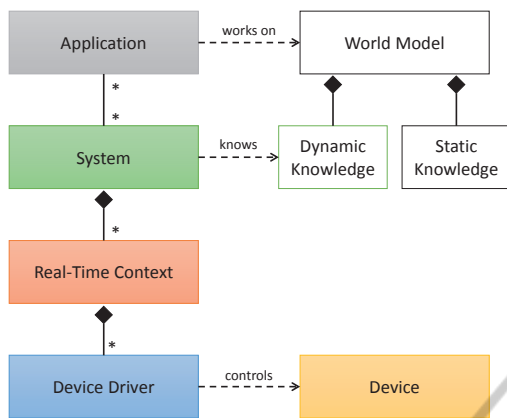 Application
works on
World Model
*
*
System
knows
Dynamic
Knowledge
Static
Knowledge
*
Real-Time Context
*
Device Driver
controls
Device